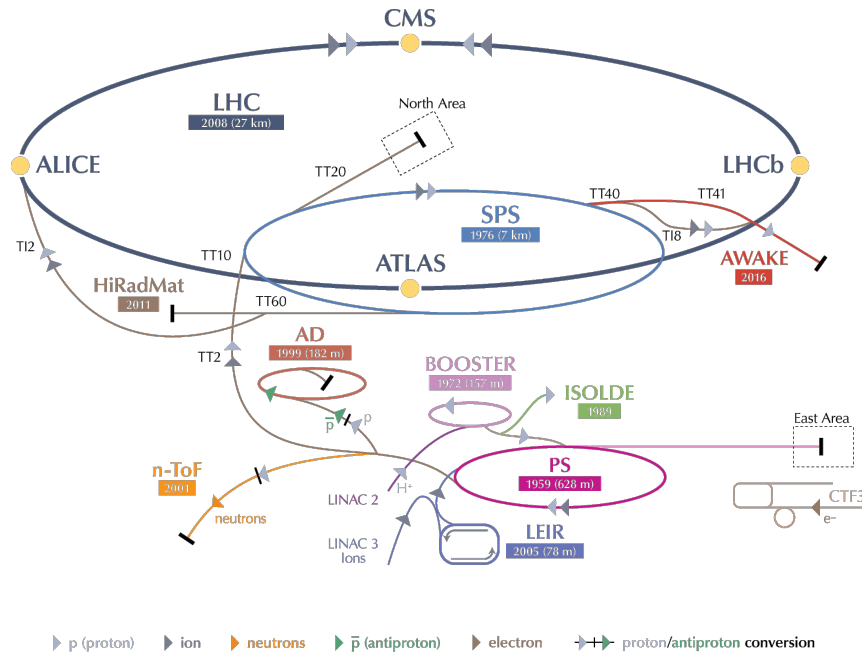 CMS
LHC
2008 (27 km)
North Area
ALICE
LHCb
TT20
TT40
TT41
SPS
1976 (7 km)
TI2
TT10
TI8
ATLAS
AWAKE
2016
HiRadMat
2011
TT60
AD
1999 (182 m)
TT2
BOOSTER
1972 (157 m)
ISOLDE
1989
p
p̅
East Area
n-ToF
2001
PS
1959 (628 m)
H⁺
LINAC 2
neutrons
CTF3
e–
LEIR
2005 (78 m)
LINAC 3
Ions
p (proton)
ion
neutrons
p̅ (antiproton)
electron
proton/antiproton conversion